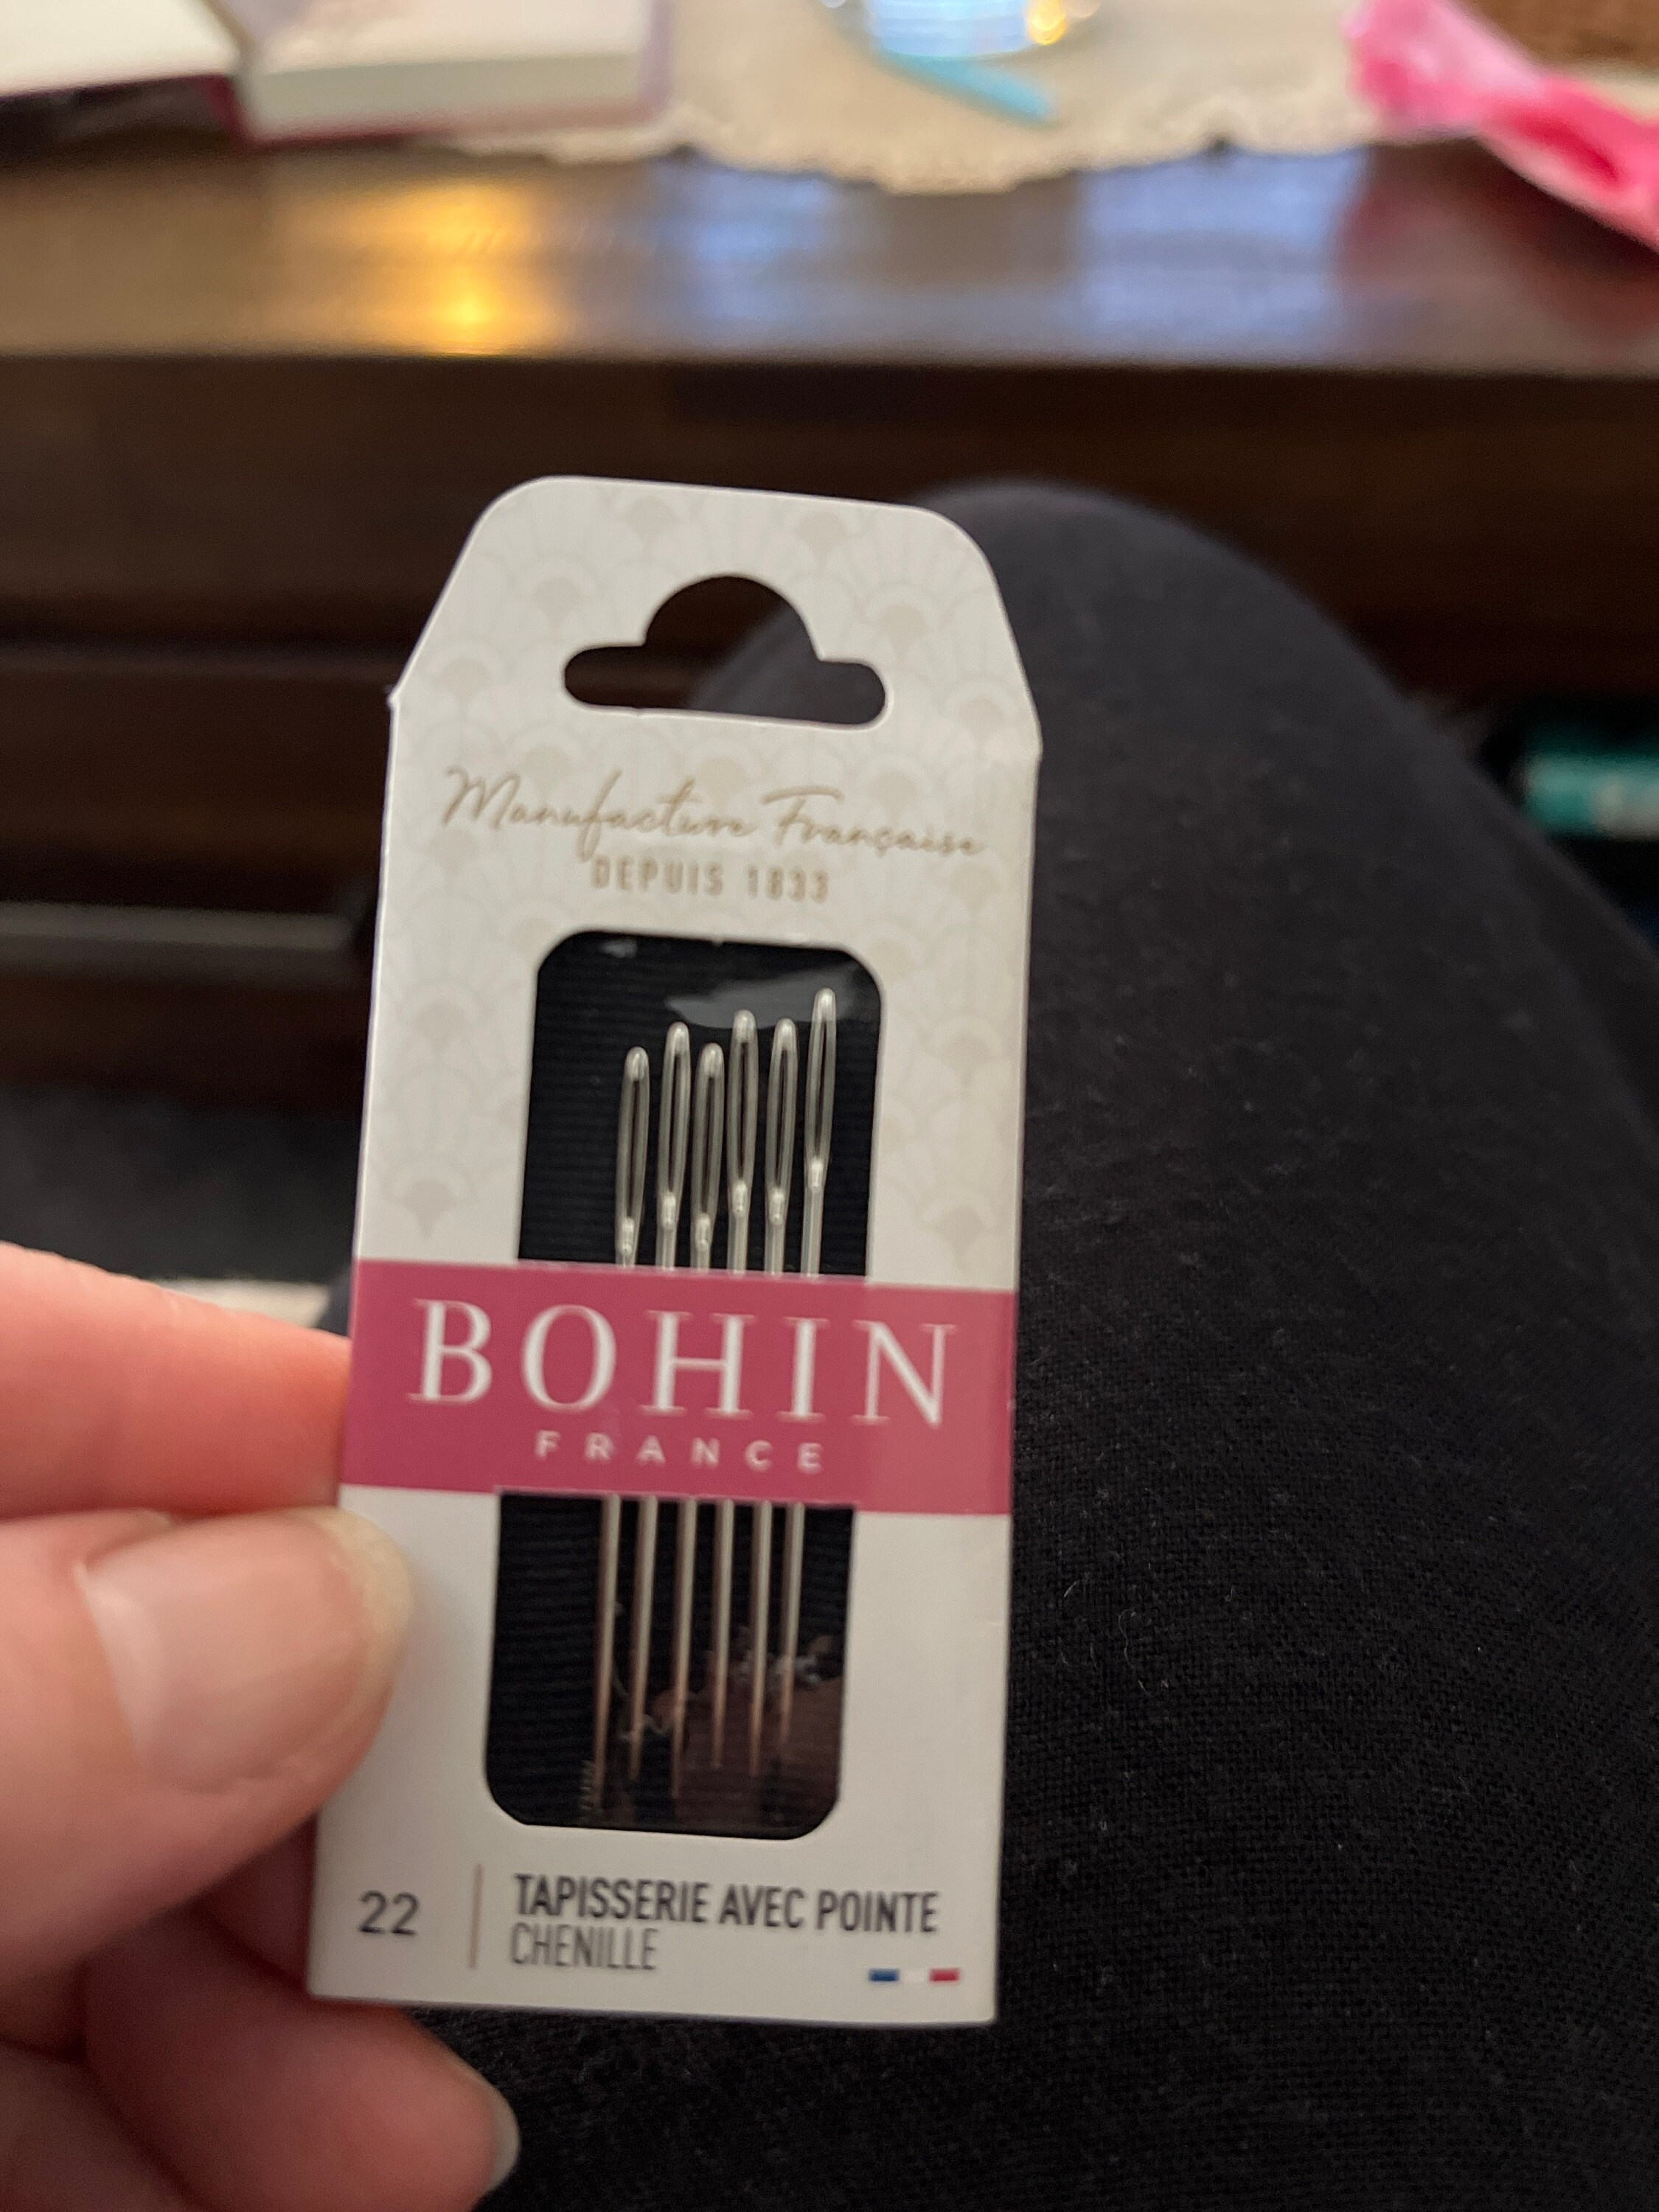 Manufacture Française
DEPUIS 1833
BOHIN
FRANCE
22
TAPISSERIE AVEC POINTE
CHENILLE